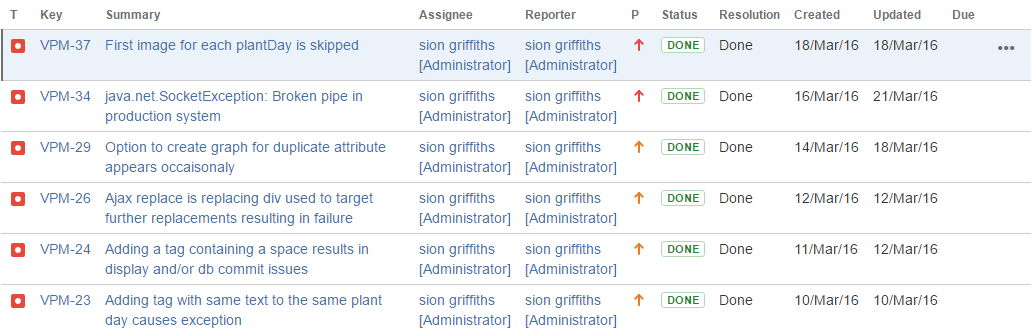 T Key Summary Assignee Reporter P Status Resolution Created Updated Due
VPM-37 First image for each plantDay is skipped sion griffiths sion griffiths DONE Done 18/Mar/16 18/Mar/16
[Administrator] [Administrator]
VPM-34 java.net.SocketException: Broken pipe in sion griffiths sion griffiths DONE Done 16/Mar/16 21/Mar/16
production system [Administrator] [Administrator]
VPM-29 Option to create graph for duplicate attribute sion griffiths sion griffiths DONE Done 14/Mar/16 18/Mar/16
appears occaisonaly [Administrator] [Administrator]
VPM-26 Ajax replace is replacing div used to target sion griffiths sion griffiths DONE Done 12/Mar/16 12/Mar/16
further replacements resulting in failure [Administrator] [Administrator]
VPM-24 Adding a tag containing a space results in sion griffiths sion griffiths DONE Done 11/Mar/16 12/Mar/16
display and/or db commit issues [Administrator] [Administrator]
VPM-23 Adding tag with same text to the same plant sion griffiths sion griffiths DONE Done 10/Mar/16 10/Mar/16
day causes exception [Administrator] [Administrator]